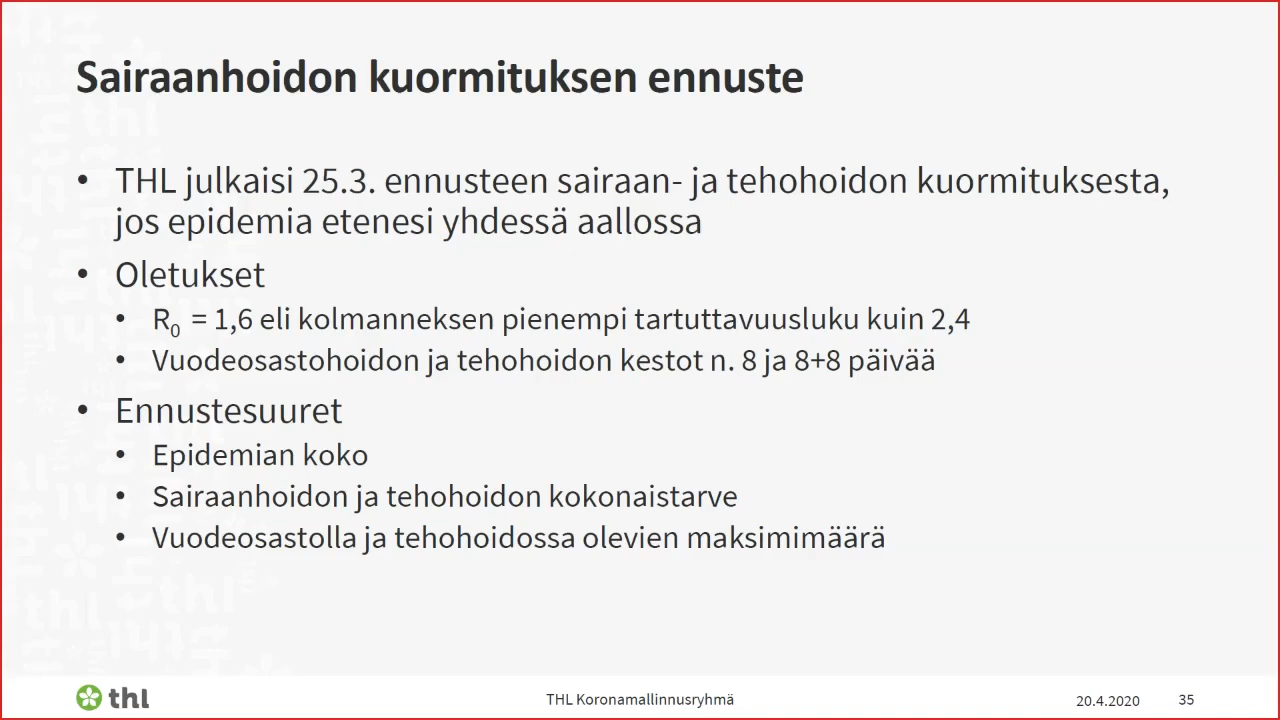 Sairaanhoidon kuormituksen ennuste
• THL julkaisi 25.3. ennusteen sairaan- ja tehohoidon kuormituksesta,
jos epidemia etenesi yhdessä aallossa
• Oletukset
• R0 = 1,6 eli kolmanneksen pienempi tartuttavuusluku kuin 2,4
• Vuodeosastohoidon ja tehohoidon kestot n. 8 ja 8+8 päivää
• Ennustesuuret
• Epidemian koko
• Sairaanhoidon ja tehohoidon kokonaistarve
• Vuodeosastolla ja tehohoidossa olevien maksimimäärä
thl
THL Koronamallinnusryhmä
20.4.2020
35